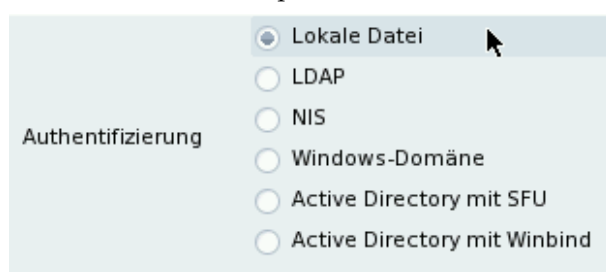 Authentifizierung
Lokale Datei
LDAP
NIS
Windows-Domäne
Active Directory mit SFU
Active Directory mit Winbind